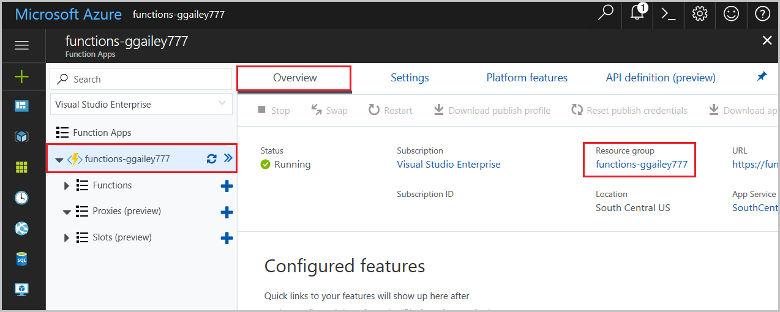 Microsoft Azure functions-ggailey777
1
functions-ggailey777
Function Apps
Search
Visual Studio Enterprise
Function Apps
functions-ggailey777
Functions
Proxies (preview)
Slots (preview)
Overview Settings Platform features API definition (preview)
Stop Swap Restart Download publish profile Reset publish credentials Download ap
Status Subscription Resource group URL
Running Visual Studio Enterprise functions-ggailey777 https://fun
Subscription ID Location App Service
South Central US SouthCent
Configured features
Quick links to your features will show up here after